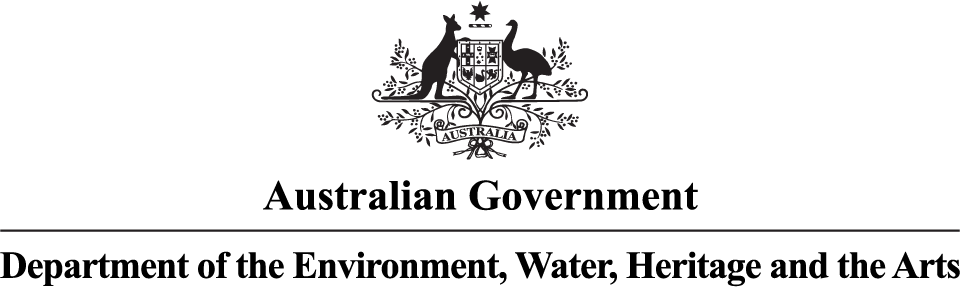 AUSTRALIA
Australian Government
Department of the Environment, Water, Heritage and the Arts